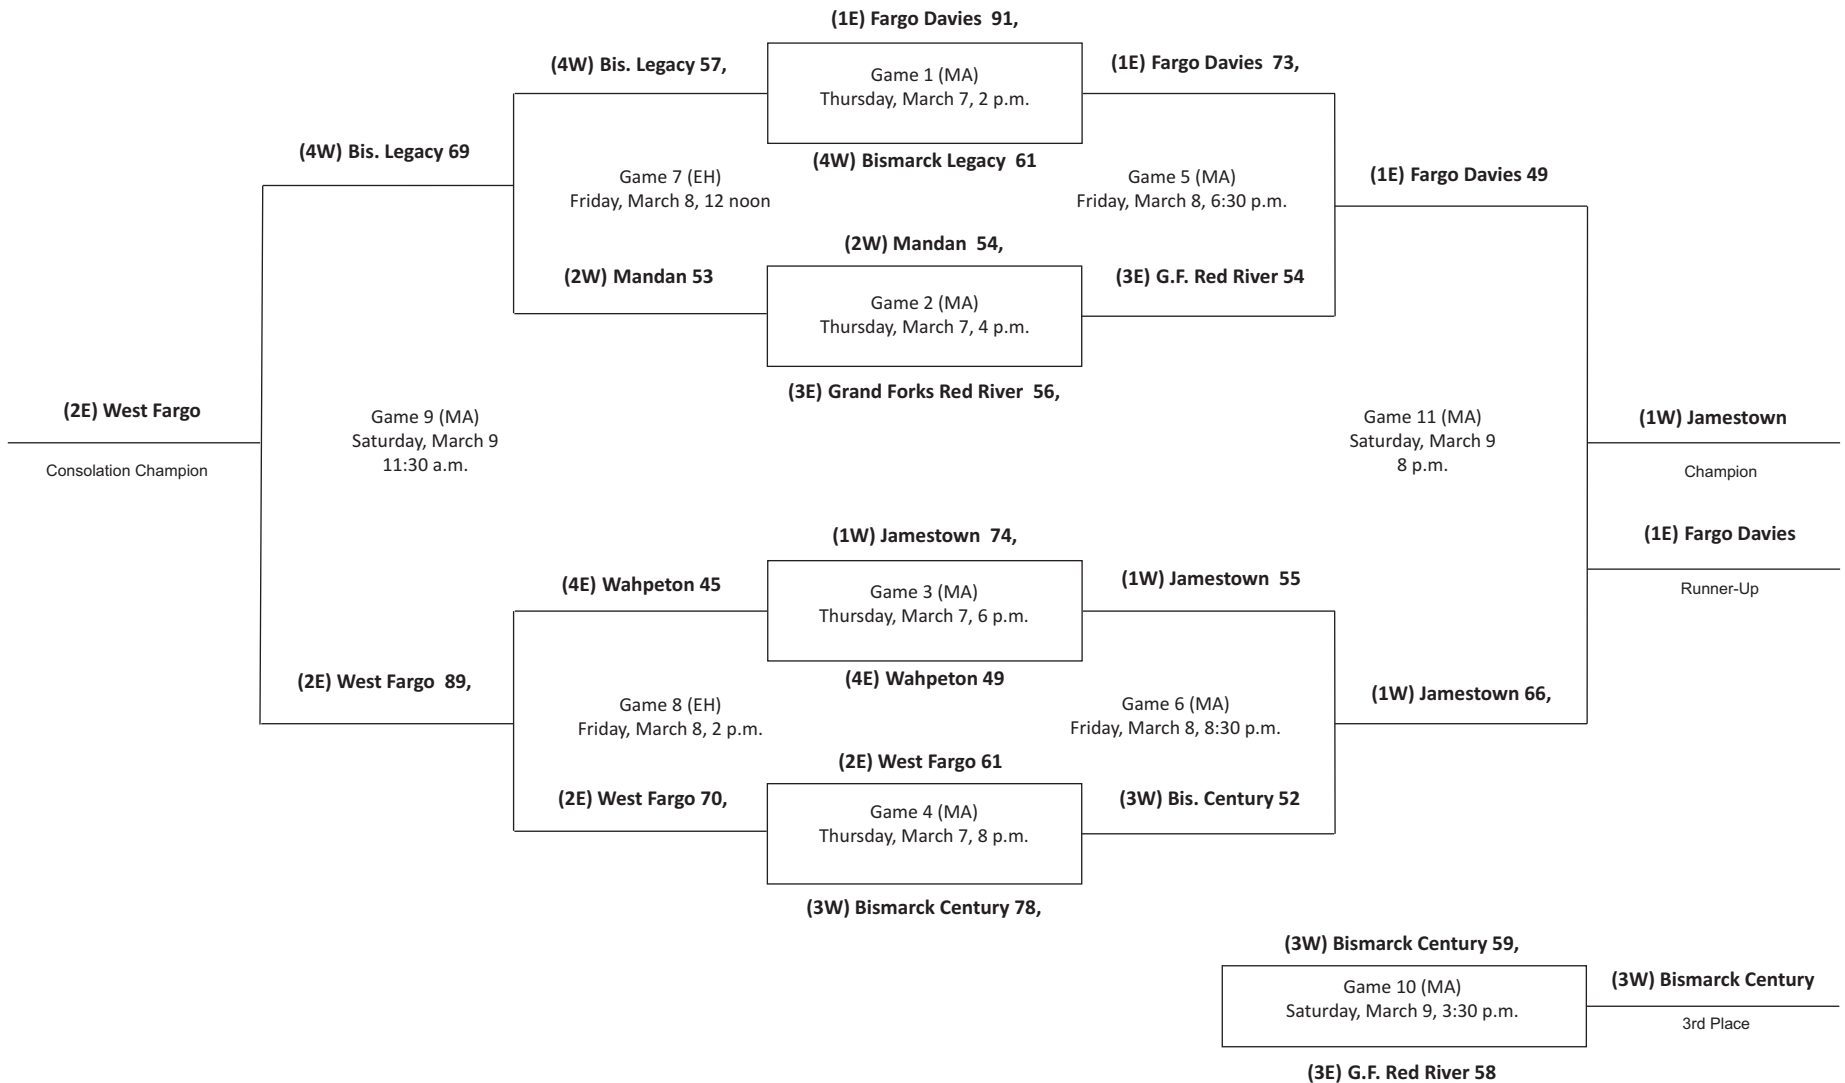 (1E) Fargo Davies 91,
(4W) Bis. Legacy 57,
Game 1 (MA)
Thursday, March 7, 2 p.m.
(1E) Fargo Davies 73,
(4W) Bis. Legacy 69
(4W) Bismarck Legacy 61
Game 7 (EH)
Friday, March 8, 12 noon
Game 5 (MA)
Friday, March 8, 6:30 p.m.
(1E) Fargo Davies 49
(2W) Mandan 54,
(2W) Mandan 53
Game 2 (MA)
Thursday, March 7, 4 p.m.
(3E) G.F. Red River 54
(3E) Grand Forks Red River 56,
(2E) West Fargo
Consolation Champion
Game 9 (MA)
Saturday, March 9
11:30 a.m.
Game 11 (MA)
Saturday, March 9
8 p.m.
(1W) Jamestown
Champion
(1E) Fargo Davies
Runner-Up
(1W) Jamestown 74,
(4E) Wahpeton 45
Game 3 (MA)
Thursday, March 7, 6 p.m.
(1W) Jamestown 55
(4E) Wahpeton 49
(2E) West Fargo 89,
Game 8 (EH)
Friday, March 8, 2 p.m.
Game 6 (MA)
Friday, March 8, 8:30 p.m.
(1W) Jamestown 66,
(2E) West Fargo 61
(2E) West Fargo 70,
Game 4 (MA)
Thursday, March 7, 8 p.m.
(3W) Bis. Century 52
(3W) Bismarck Century 78,
(3W) Bismarck Century 59,
Game 10 (MA)
Saturday, March 9, 3:30 p.m.
(3W) Bismarck Century
3rd Place
(3E) G.F. Red River 58